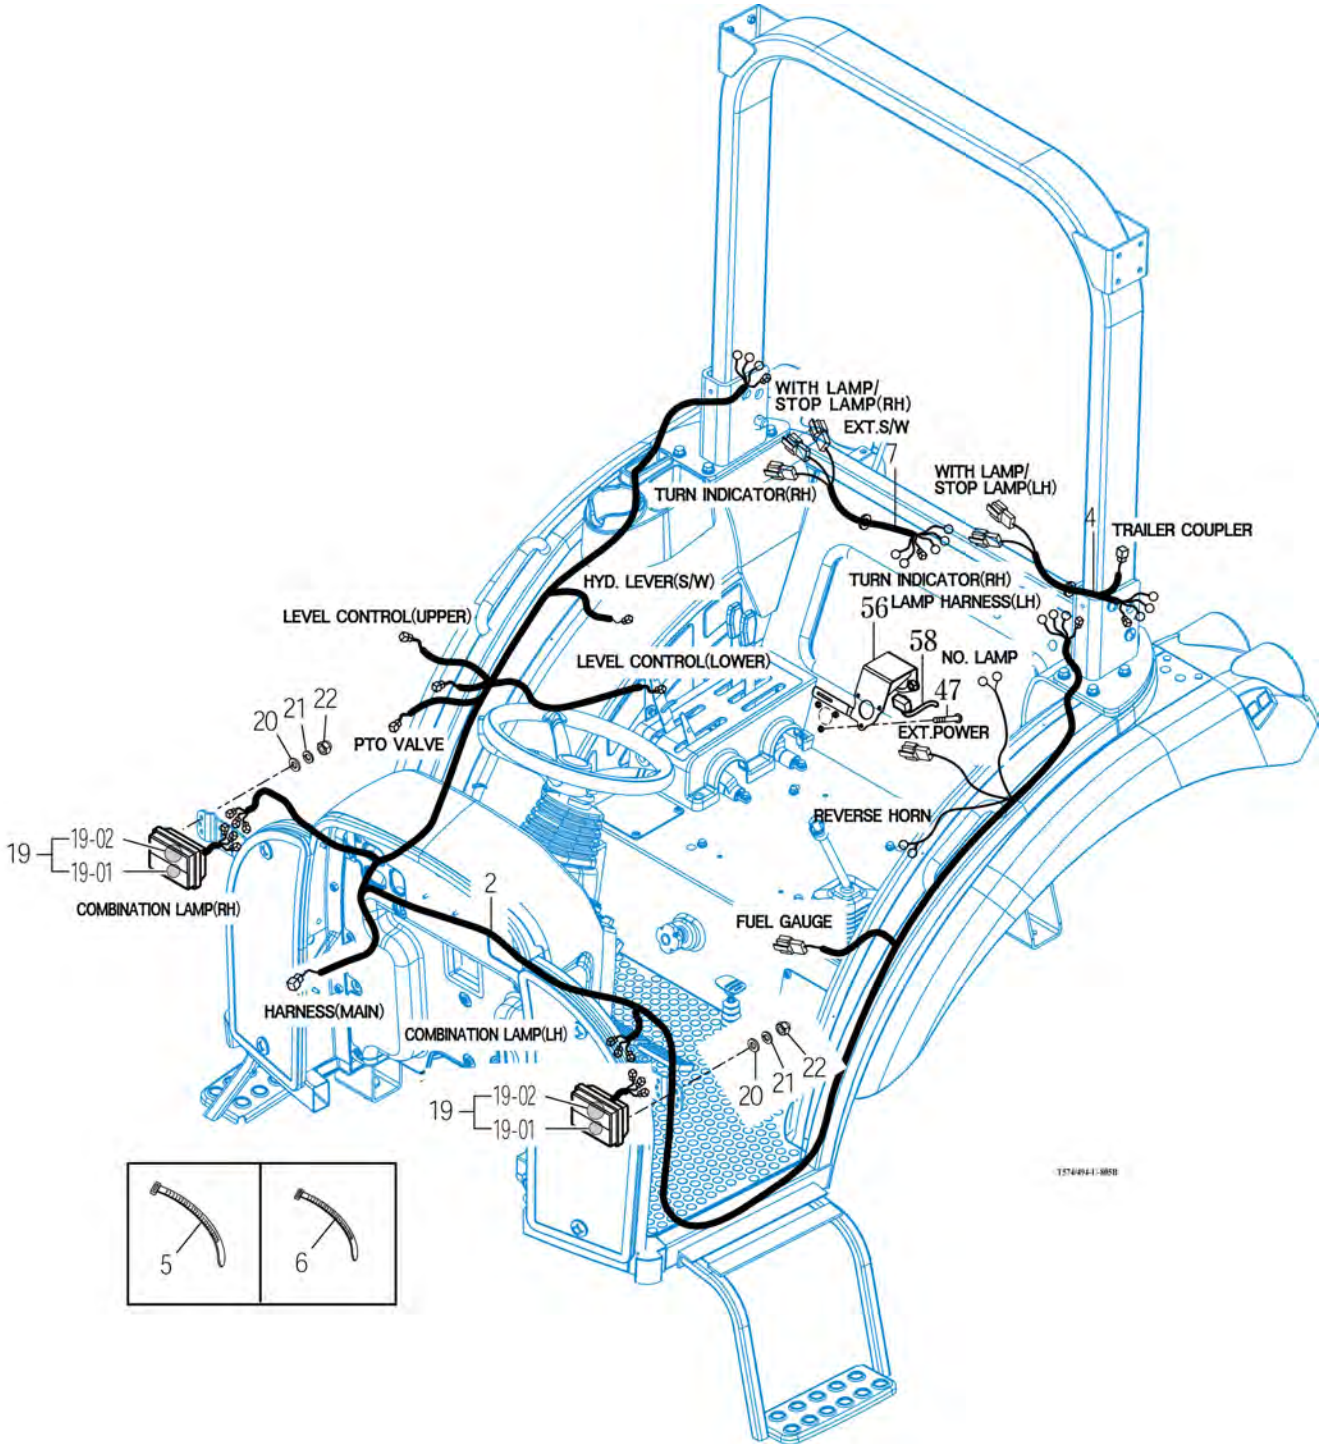 WITH LAMP/
STOP LAMP(RH)
EXT.S/W
7
WITH LAMP/
STOP LAMP(LH)
TURN INDICATOR(RH)
4
TRAILER COUPLER
HYD. LEVER(S/W)
TURN INDICATOR(RH)
LAMP HARNESS(LH)
56
LEVEL CONTROL(UPPER)
LEVEL CONTROL(LOWER)
58
NO. LAMP
47
20
21
22
PTO VALVE
EXT.POWER
REVERSE HORN
19
19-02
19-01
COMBINATION LAMP(RH)
2
FUEL GAUGE
HARNESS(MAIN)
COMBINATION LAMP(LH)
20
21
22
19
19-02
19-01
5
6